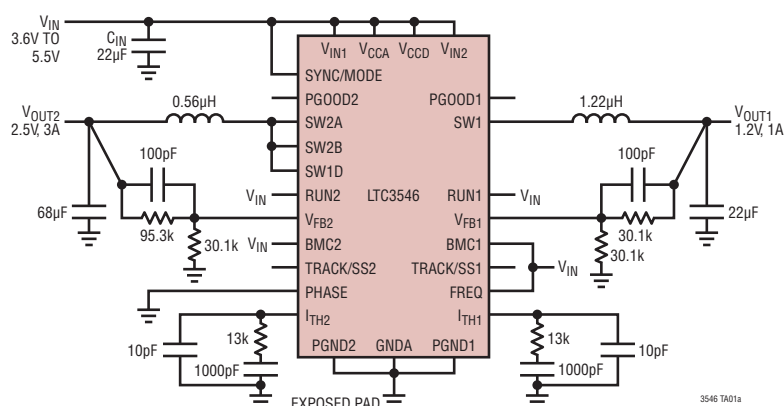 VIN
3.6V TO
5.5V
CIN
22µF
VIN1 VCCA VCCD VIN2
SYNC/MODE
PGOOD2 PGOOD1
VOUT2
2.5V, 3A
0.56µH
SW2A SW1
1.22µH
VOUT1
1.2V, 1A
SW2B
SW1D
100pF
100pF
VIN RUN2 LTC3546 RUN1 VIN
68µF
22µF
VFB2 VFB1
95.3k
30.1k
30.1k
30.1k
VIN BMC2 BMC1
TRACK/SS2 TRACK/SS1 VIN
PHASE FREQ
ITH2 ITH1
13k
13k
10pF
10pF
1000pF
1000pF
PGND2 GNDA PGND1
EXPOSED PAD
3546 TA01a